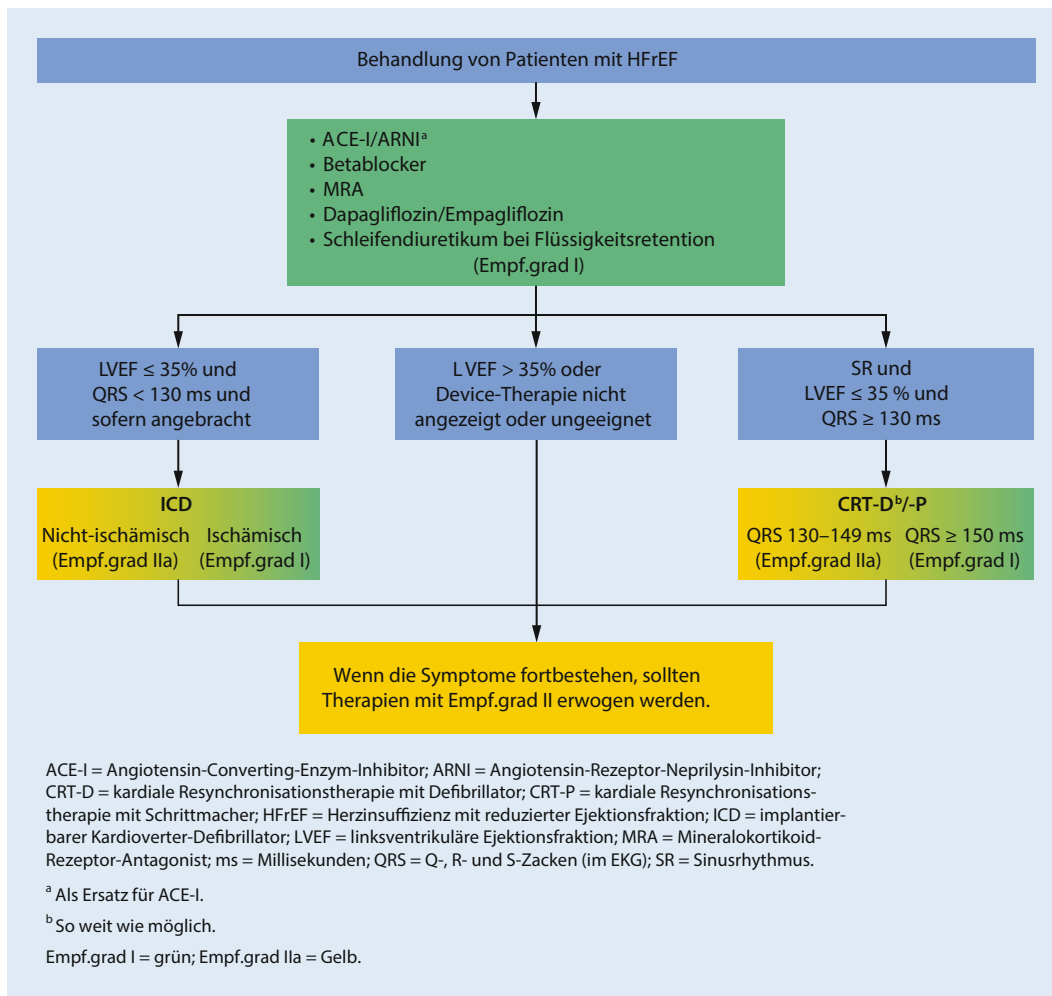 Behandlung von Patienten mit HFrEF
• ACE-I/ARNI a
• Betablocker
• MRA
• Dapagliflozin/Empagliflozin
• Schleifendiuretikum bei Flüssigkeitsretention
(Empf.grad I)
LVEF ≤ 35% und
QRS < 130 ms und
sofern angebracht
LVEF > 35% oder
Device-Therapie nicht
angezeigt oder ungeeignet
SR und
LVEF ≤ 35 % und
QRS ≥ 130 ms
ICD
Nicht-ischämisch
(Empf.grad IIa)
Ischämisch
(Empf.grad I)
CRT-D b/-P
QRS 130–149 ms
(Empf.grad IIa)
QRS ≥ 150 ms
(Empf.grad I)
Wenn die Symptome fortbestehen, sollten
Therapien mit Empf.grad II erwogen werden.
ACE-I = Angiotensin-Converting-Enzym-Inhibitor; ARNI = Angiotensin-Rezeptor-Neprilysin-Inhibitor;
CRT-D = kardiale Resynchronisationstherapie mit Defibrillator; CRT-P = kardiale Resynchronisations-
therapie mit Schrittmacher; HFrEF = Herzinsuffizienz mit reduzierter Ejektionsfraktion; ICD = implantier-
barer Kardioverter-Defibrillator; LVEF = linksventrikuläre Ejektionsfraktion; MRA = Mineralokortikoid-
Rezeptor-Antagonist; ms = Millisekunden; QRS = Q-, R- und S-Zacken (im EKG); SR = Sinusrhythmus.
a Als Ersatz für ACE-I.
b So weit wie möglich.
Empf.grad I = grün; Empf.grad IIa = Gelb.